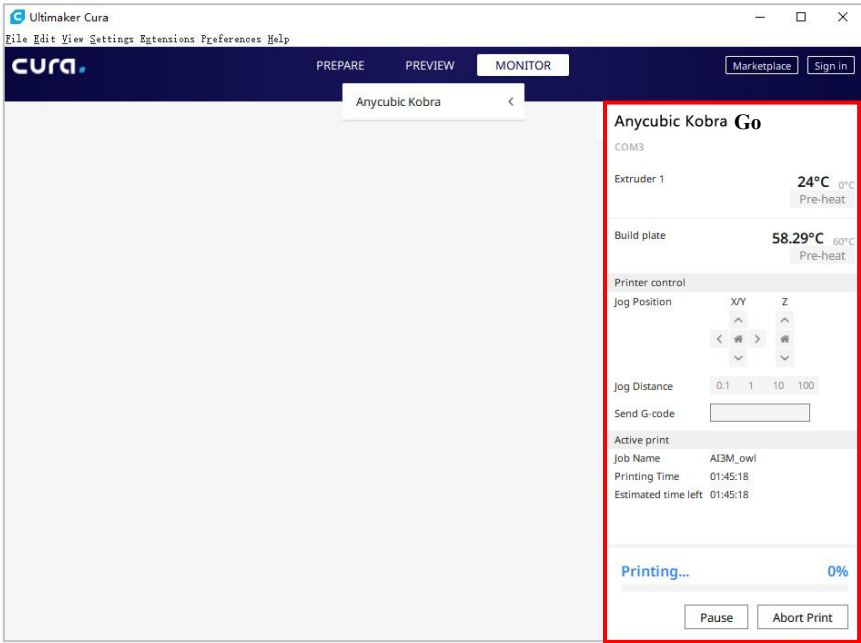 Ultimaker Cura
File Edit View Settings Extensions Preferences Help
cura.
PREPARE PREVIEW MONITOR Marketplace Sign in
Anycubic Kobra
Anycubic Kobra Go
COM3
Extruder 1 24°C 0°C
Pre-heat
Build plate 58.29°C 60°C
Pre-heat
Printer control
Jog Position X/Y Z
Jog Distance 0.1 1 10 100
Send G-code
Active print
Job Name AI3M_owl
Printing Time 01:45:18
Estimated time left 01:45:18
Printing... 0%
Pause Abort Print